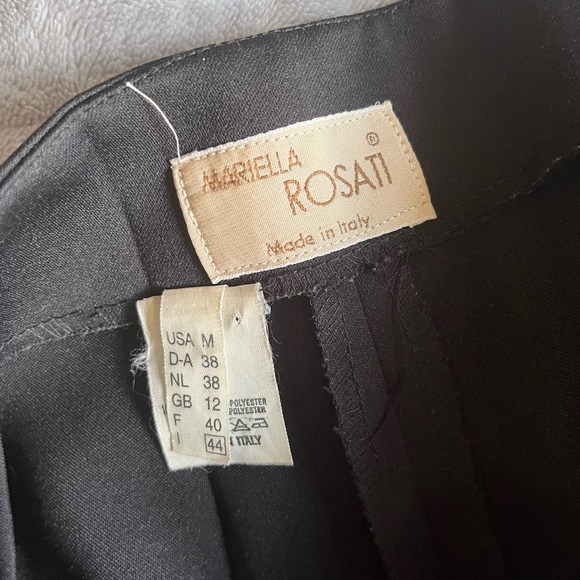 MARIELLA
ROSATI ®
Made in Italy
USA M
D-A 38
NL 38
GB 12
F 40
I 44
POLYESTER
POLYESTER
ITALY